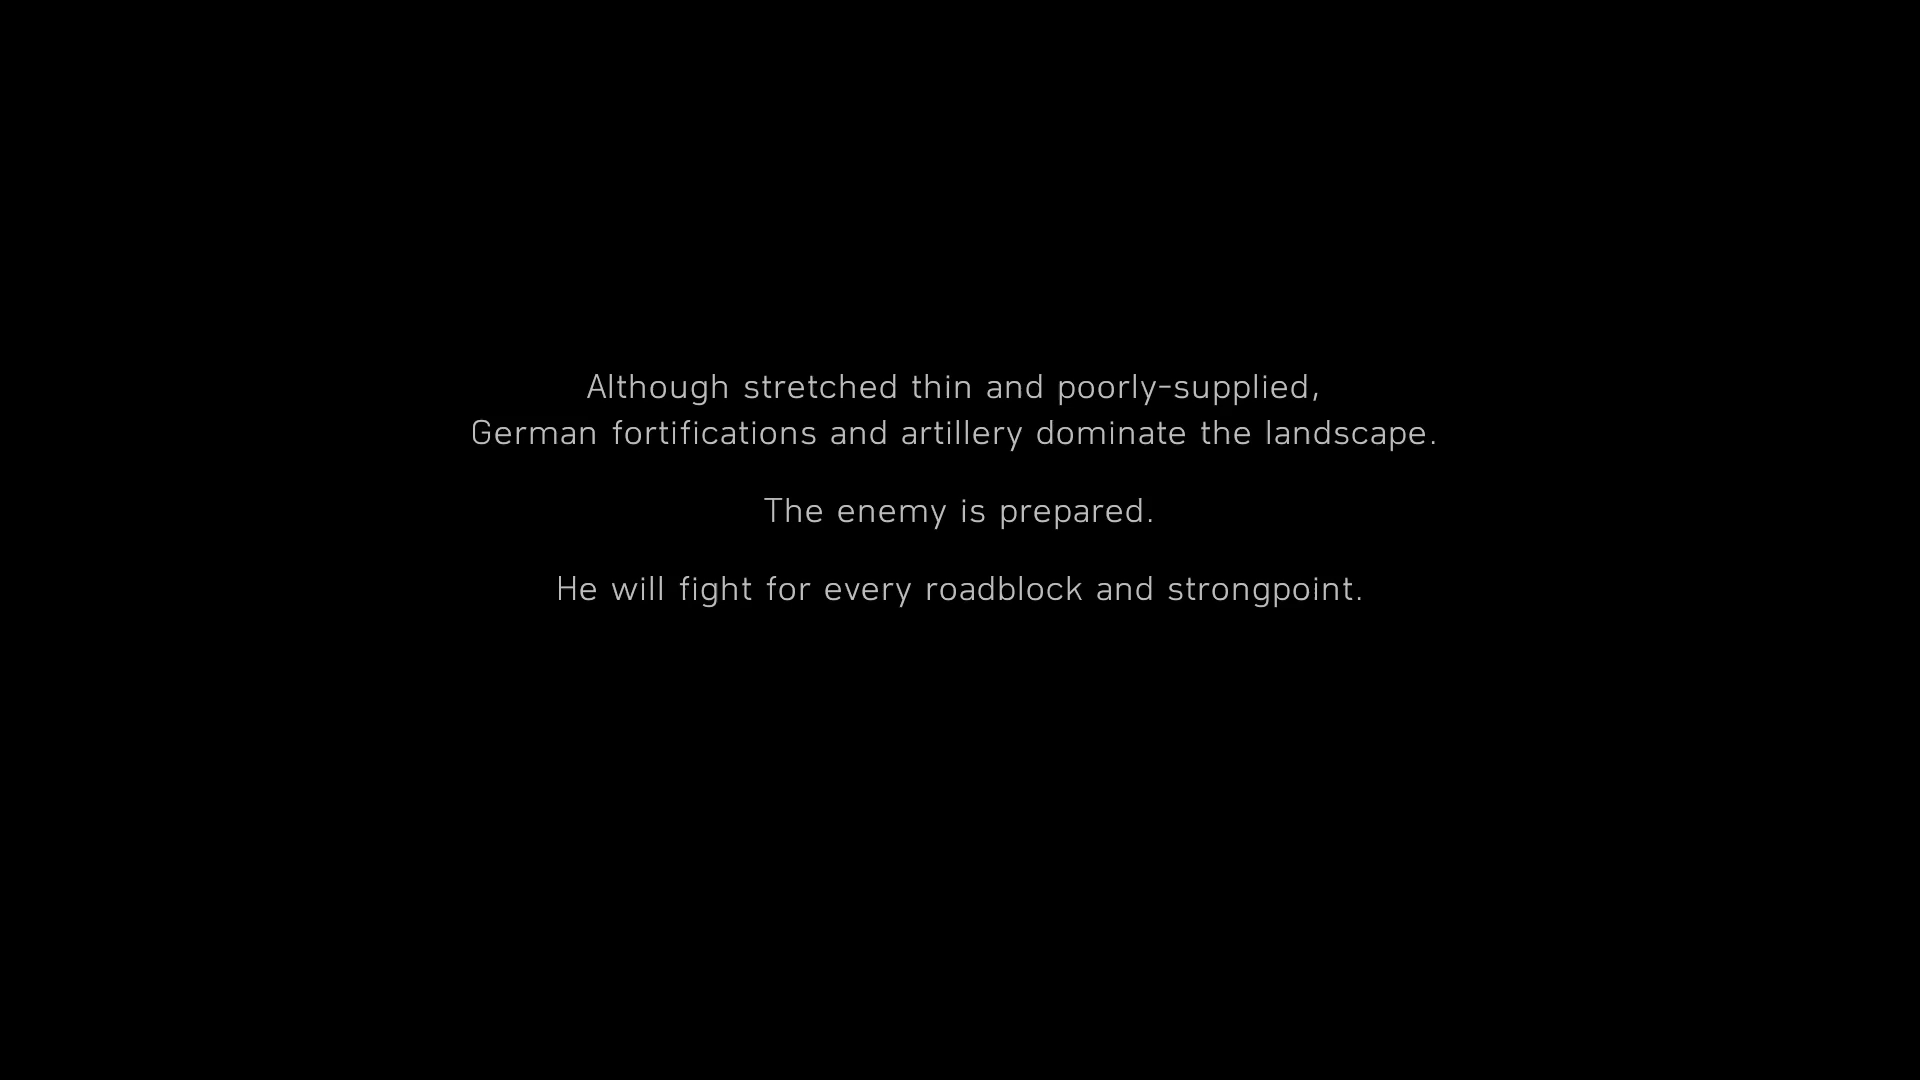 Although stretched thin and poorly-supplied,
German fortifications and artillery dominate the landscape.
The enemy is prepared.
He will fight for every roadblock and strongpoint.